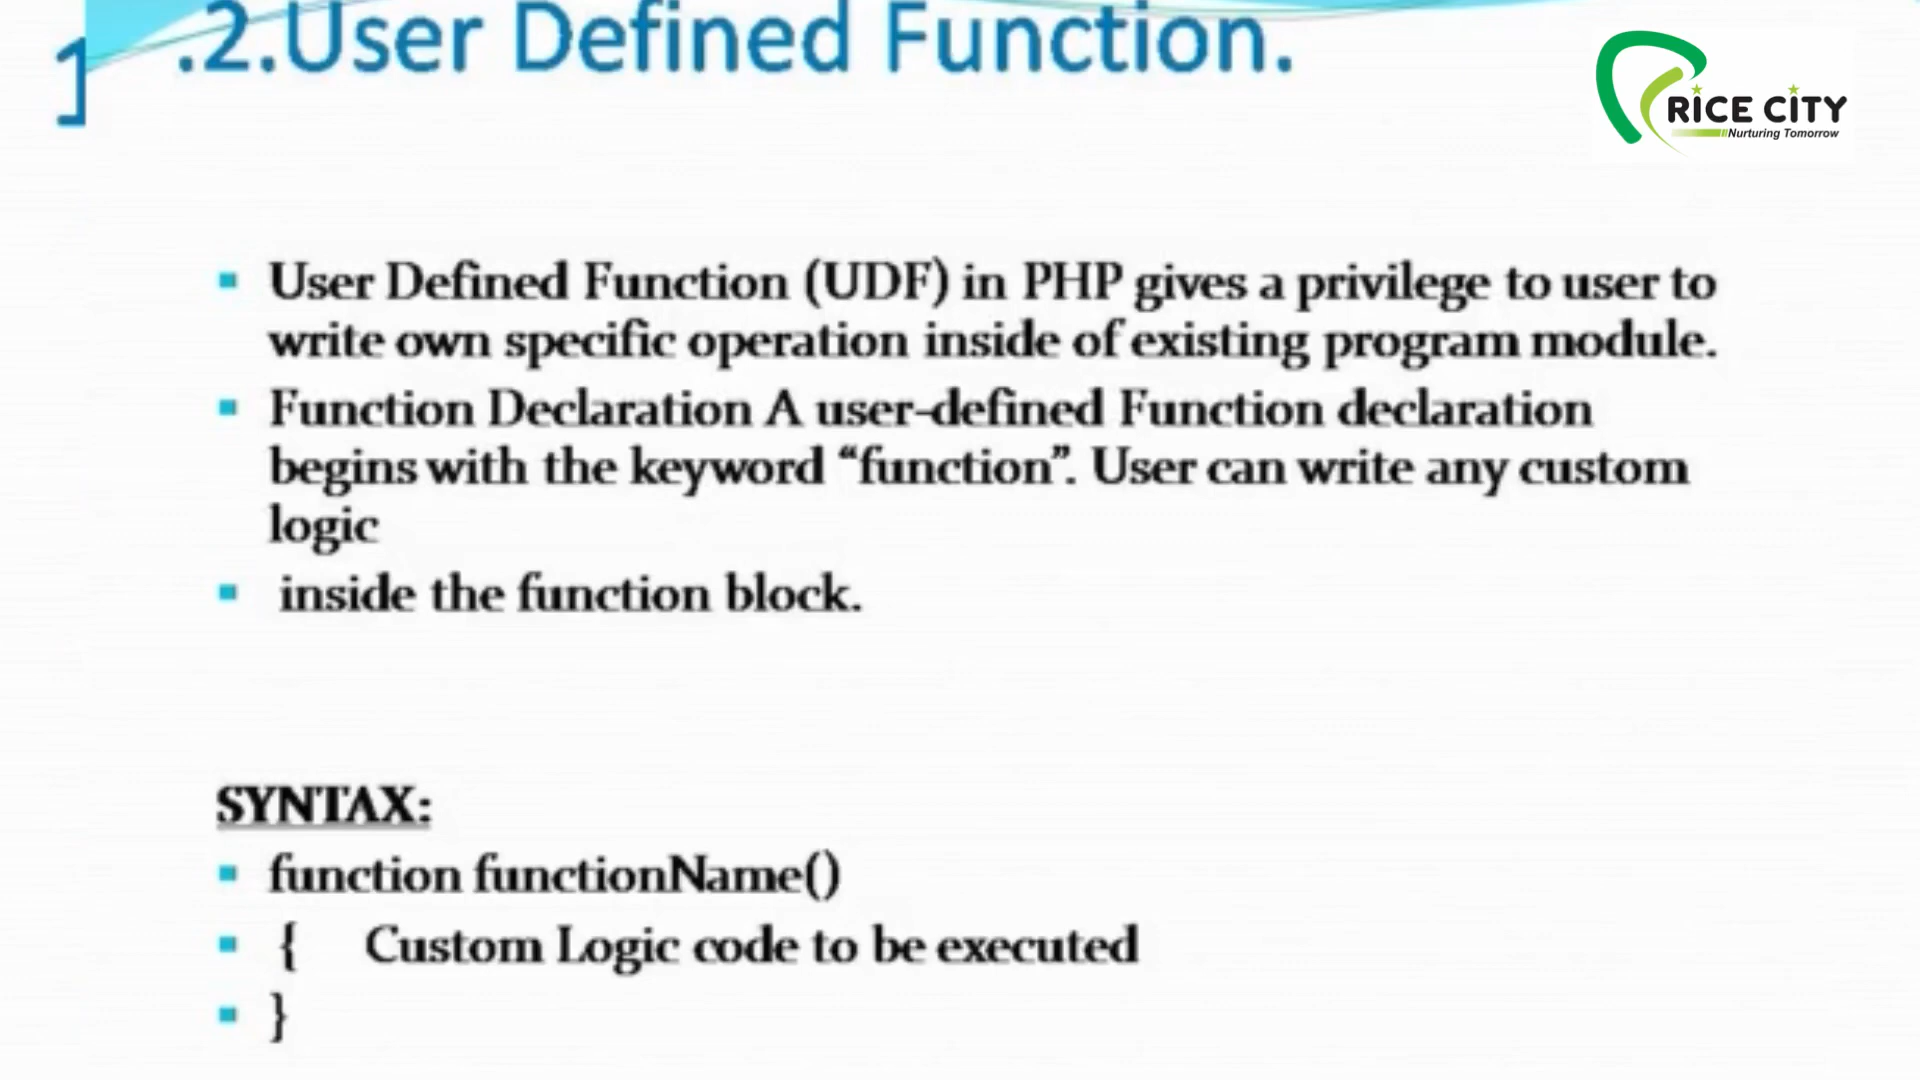 1 .2.User Defined Function.
RICE CITY
Nurturing Tomorrow
User Defined Function (UDF) in PHP gives a privilege to user to
write own specific operation inside of existing program module.
Function Declaration A user-defined Function declaration
begins with the keyword “function”. User can write any custom
logic
inside the function block.
SYNTAX:
function functionName()
{ Custom Logic code to be executed
}